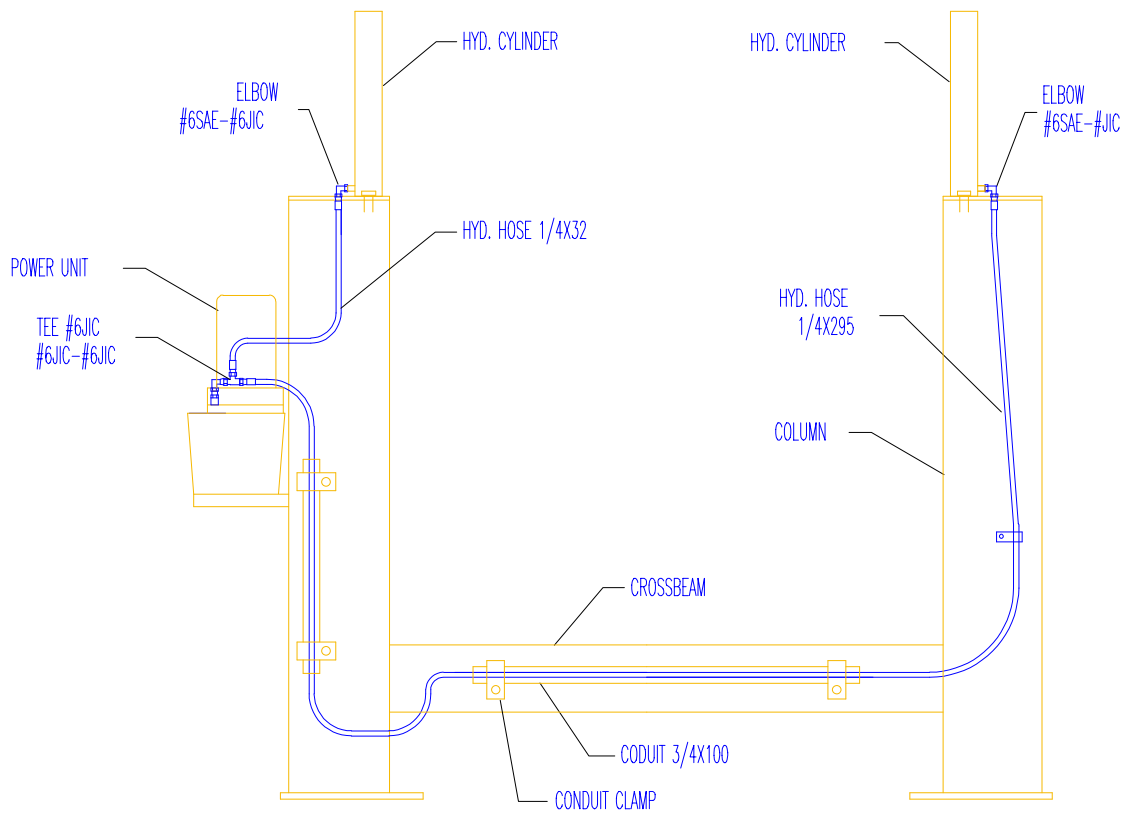 HYD. CYLINDER
HYD. CYLINDER
ELBOW
#6SAE-#6JIC
ELBOW
#6SAE-#JIC
HYD. HOSE 1/4X32
POWER UNIT
TEE #6JIC
#6JIC-#6JIC
HYD. HOSE
1/4X295
COLUMN
CROSSBEAM
CODUIT 3/4X100
CONDUIT CLAMP